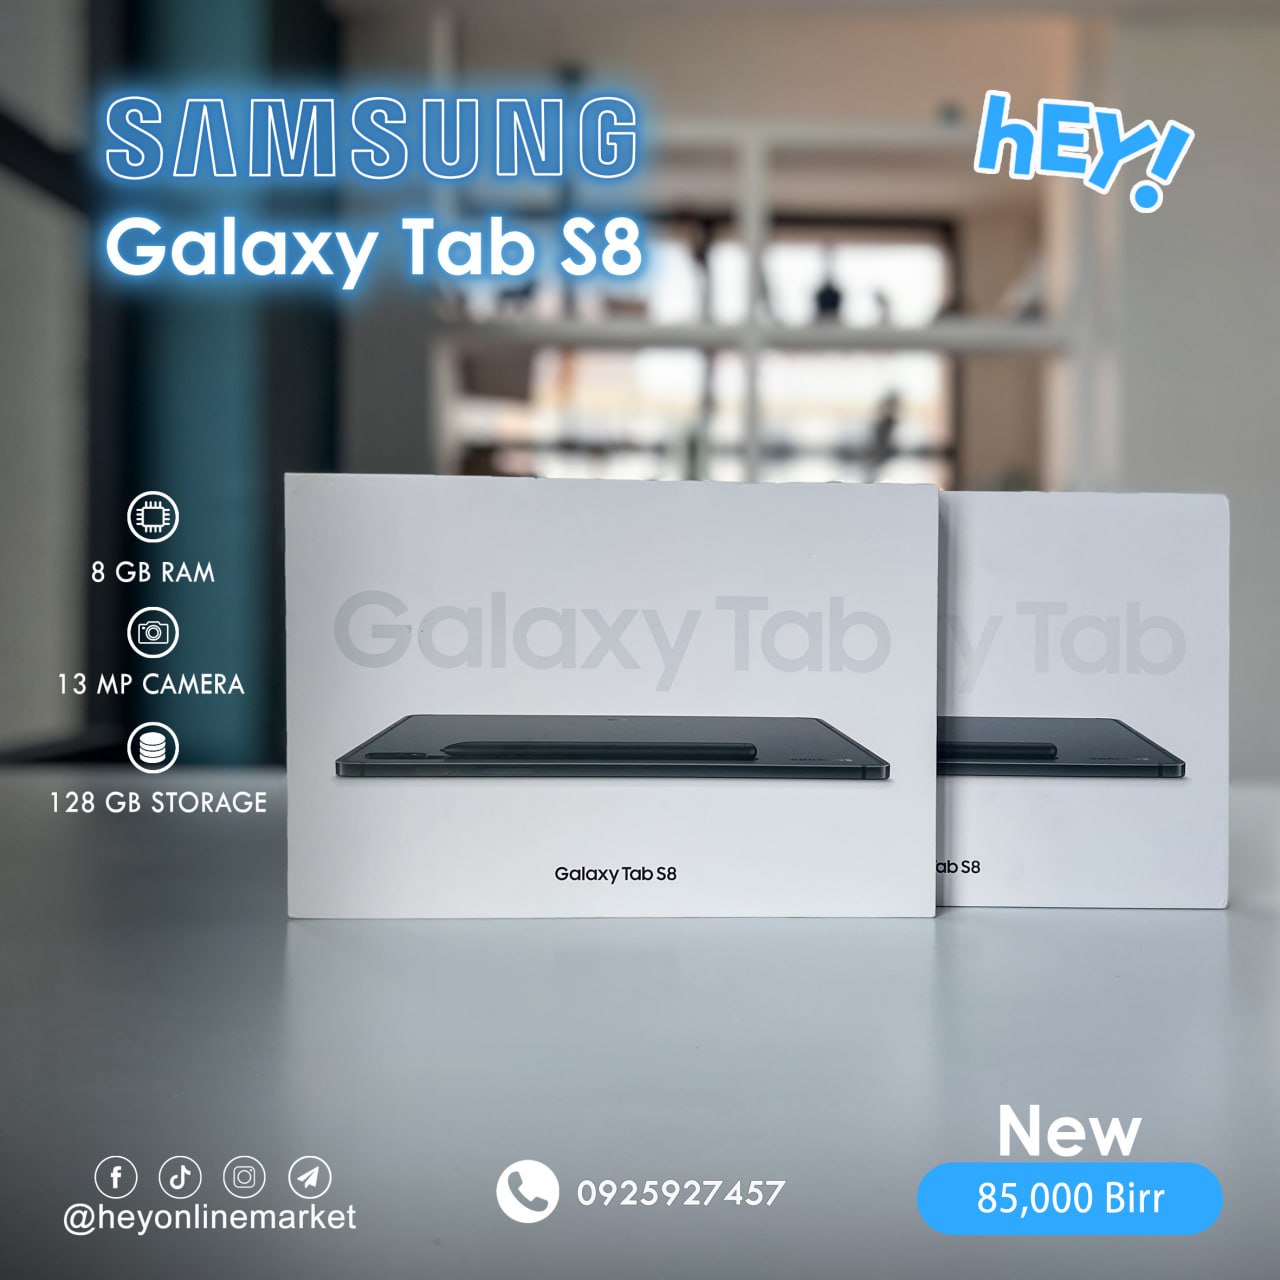 SAMSUNG
Galaxy Tab S8
hEY!
8 GB RAM
13 MP CAMERA
128 GB STORAGE
Galaxy Tab
y Tab
Galaxy Tab S8
ab S8
New
85,000 Birr
0925927457
@heyonlinemarket